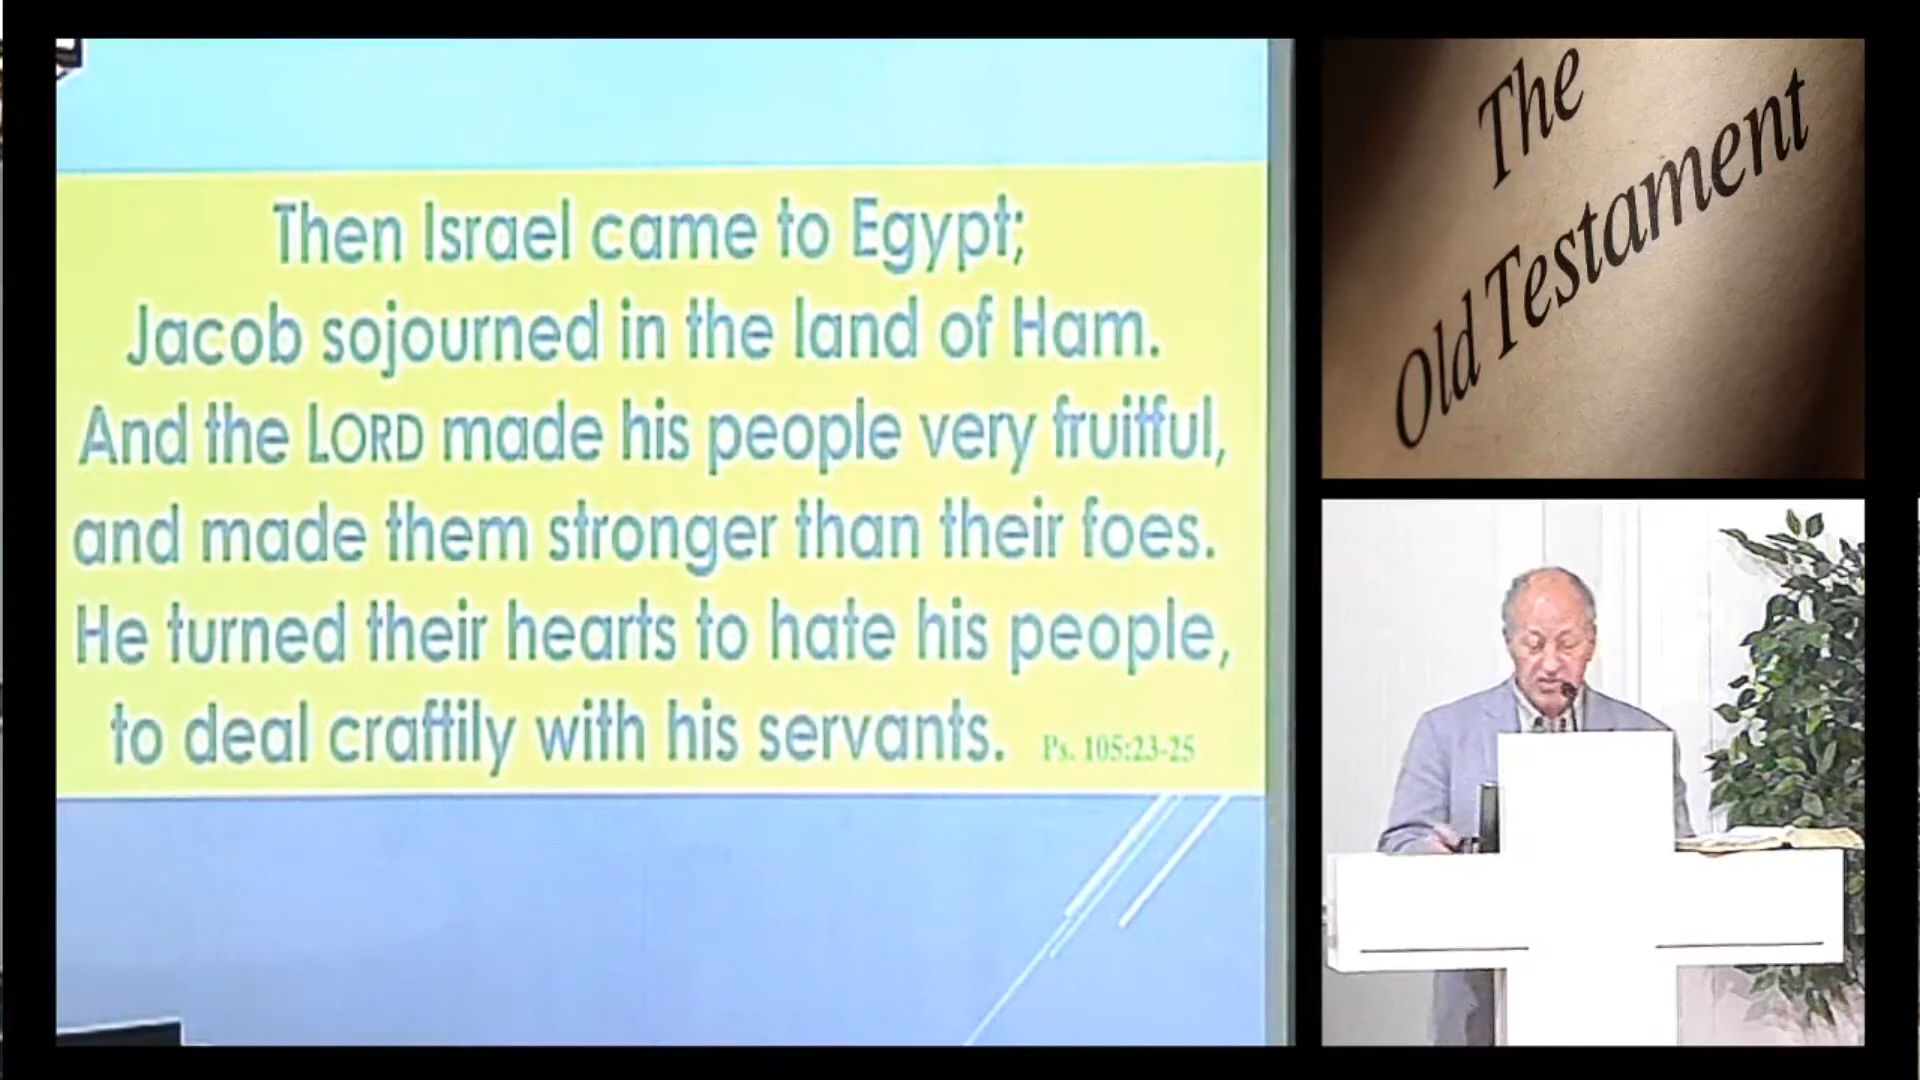 Then Israel came to Egypt;
Jacob sojourned in the land of Ham.
And the LORD made his people very fruitful,
and made them stronger than their foes.
He turned their hearts to hate his people,
to deal craftily with his servants. Ps. 105:23-25
The
Old Testament